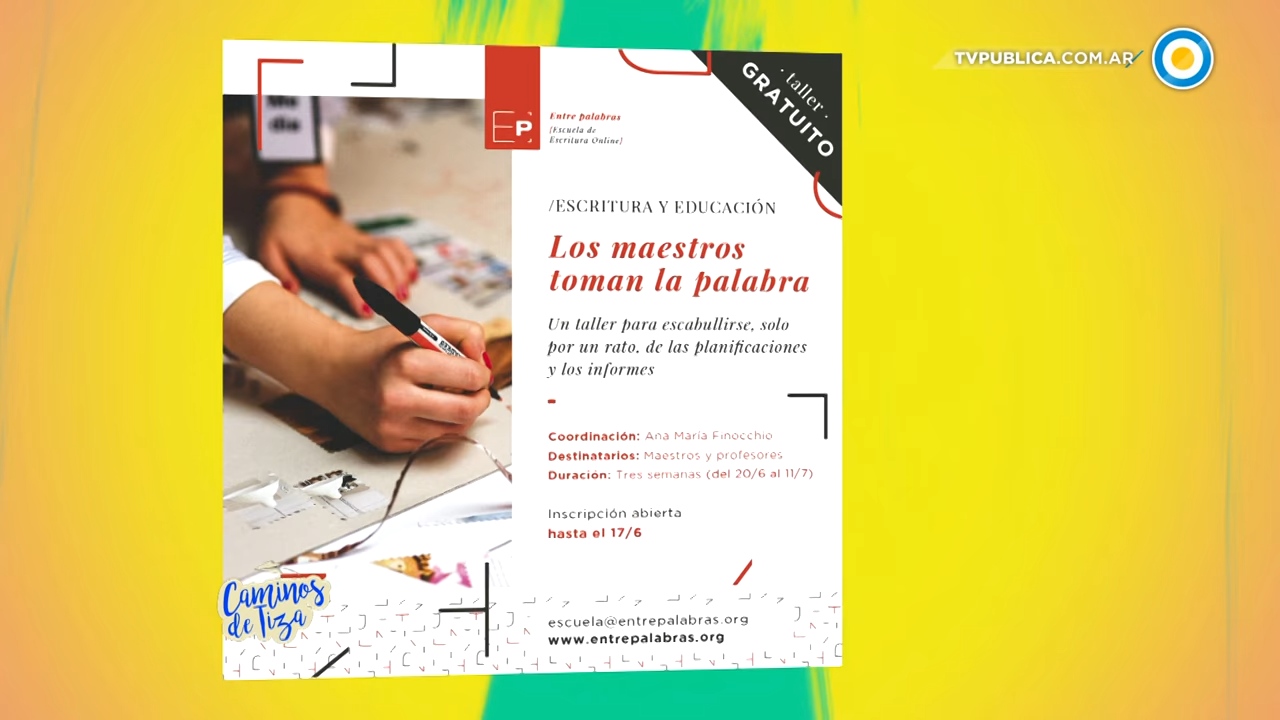 TVPUBLICA.COM.AR
· taller ·
GRATUITO
EP
Entre palabras
[Escuela de
Escritura Online]
/ESCRITURA Y EDUCACIÓN
Los maestros
toman la palabra
Un taller para escabullirse, solo
por un rato, de las planificaciones
y los informes
Coordinación: Ana María Finocchio
Destinatarios: Maestros y profesores
Duración: Tres semanas (del 20/6 al 11/7)
Inscripción abierta
hasta el 17/6
Caminos
de Tiza
escuela@entrepalabras.org
www.entrepalabras.org